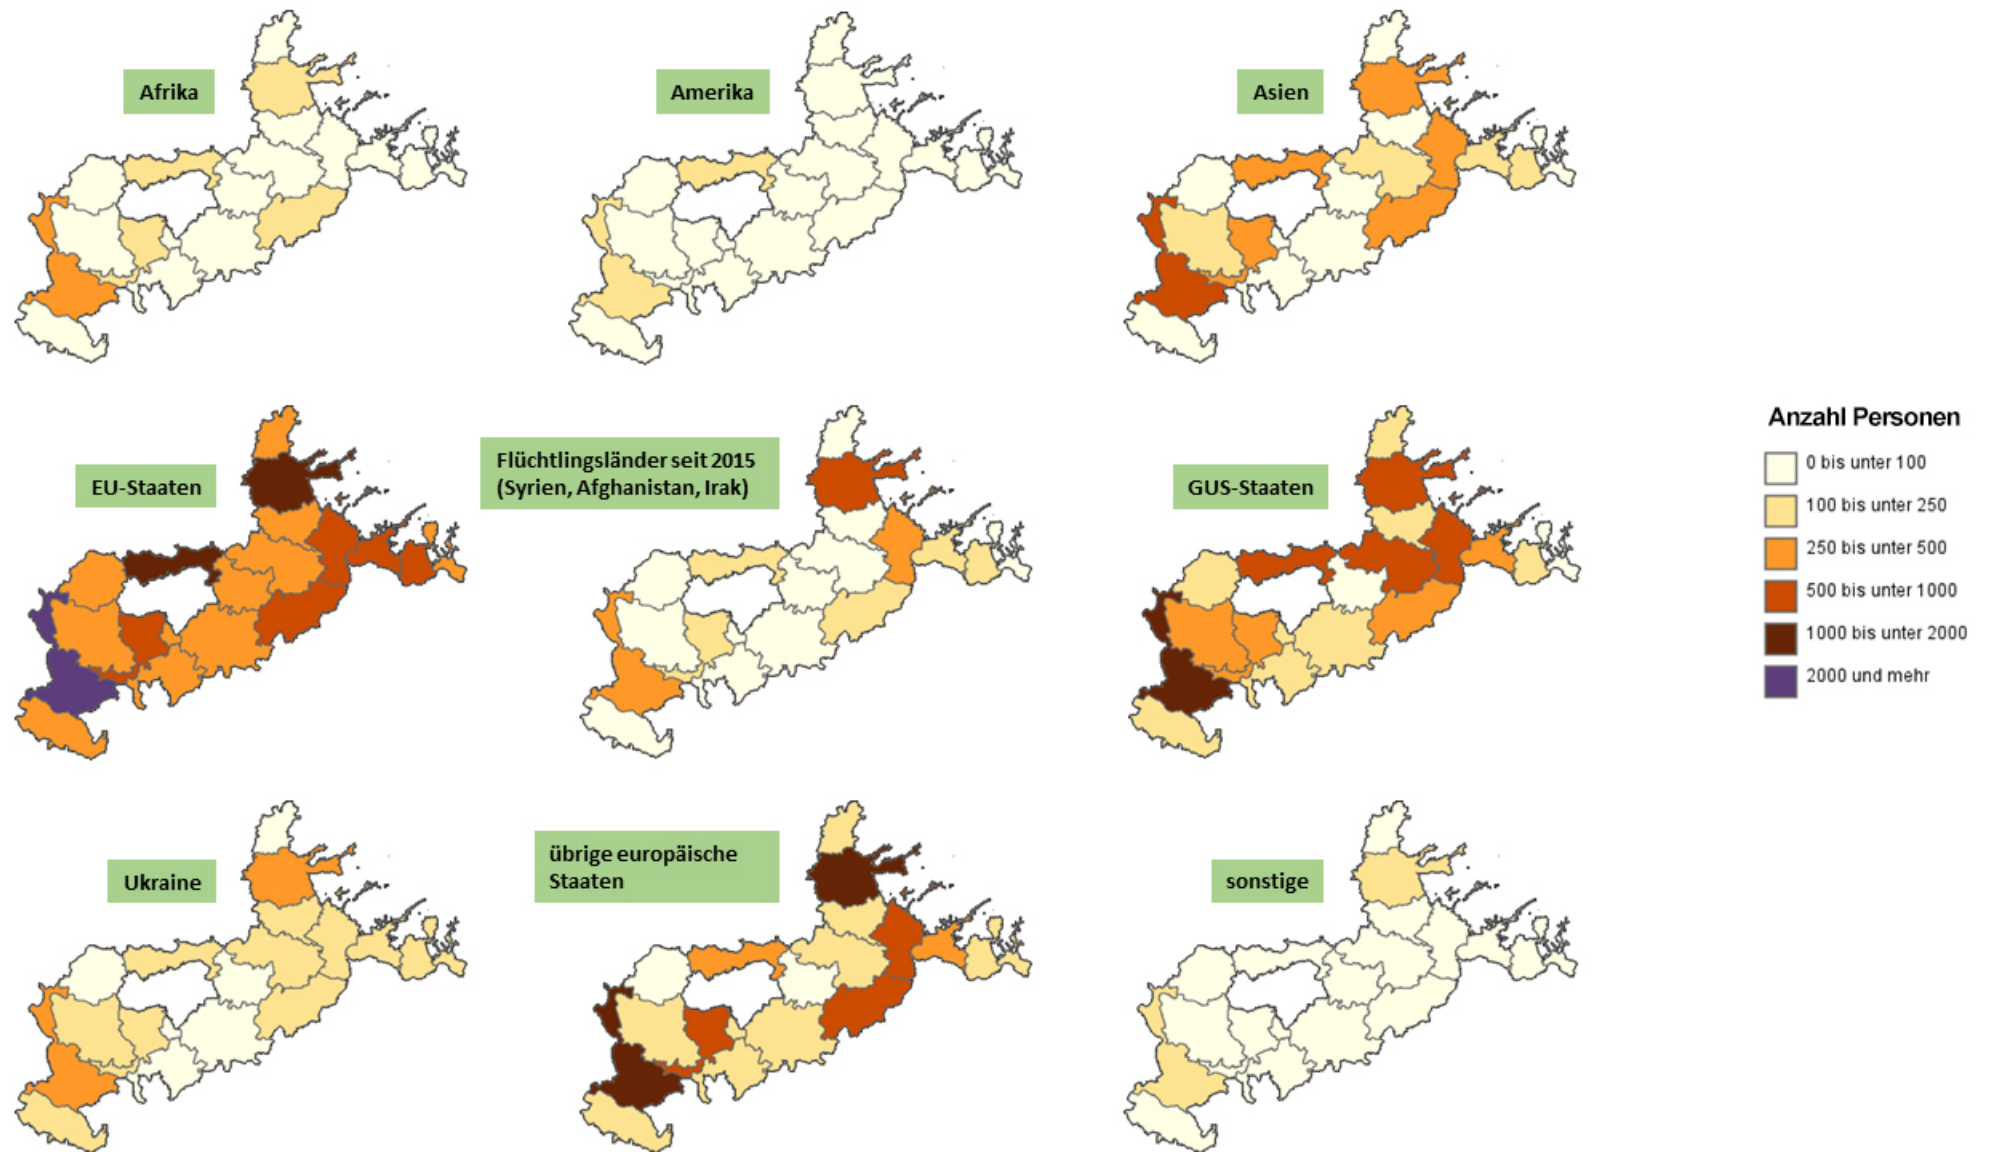 Afrika
Amerika
Asien
EU-Staaten
Flüchtlingsländer seit 2015
(Syrien, Afghanistan, Irak)
GUS-Staaten
Anzahl Personen
0 bis unter 100
100 bis unter 250
250 bis unter 500
500 bis unter 1000
1000 bis unter 2000
2000 und mehr
Ukraine
übrige europäische
Staaten
sonstige